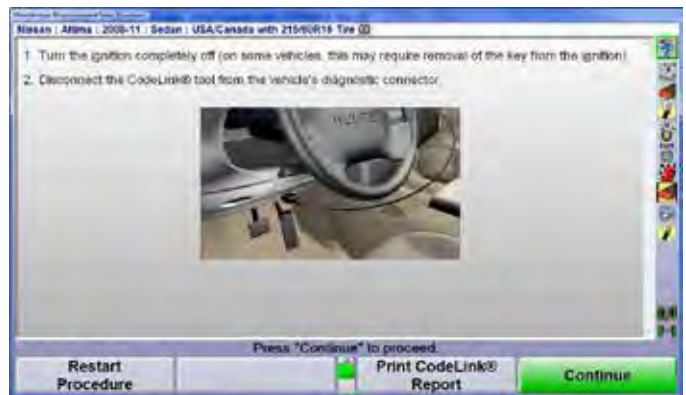 Nissan : Altima : 2008-11 : Sedan : USA/Canada with 215/60R16 Tire
1. Turn the ignition completely off (on some vehicles, this may require removal of the key from the ignition).
2. Disconnect the CodeLink® tool from the vehicle's diagnostic connector.
Press "Continue" to proceed.
Restart Procedure
Print CodeLink® Report
Continue